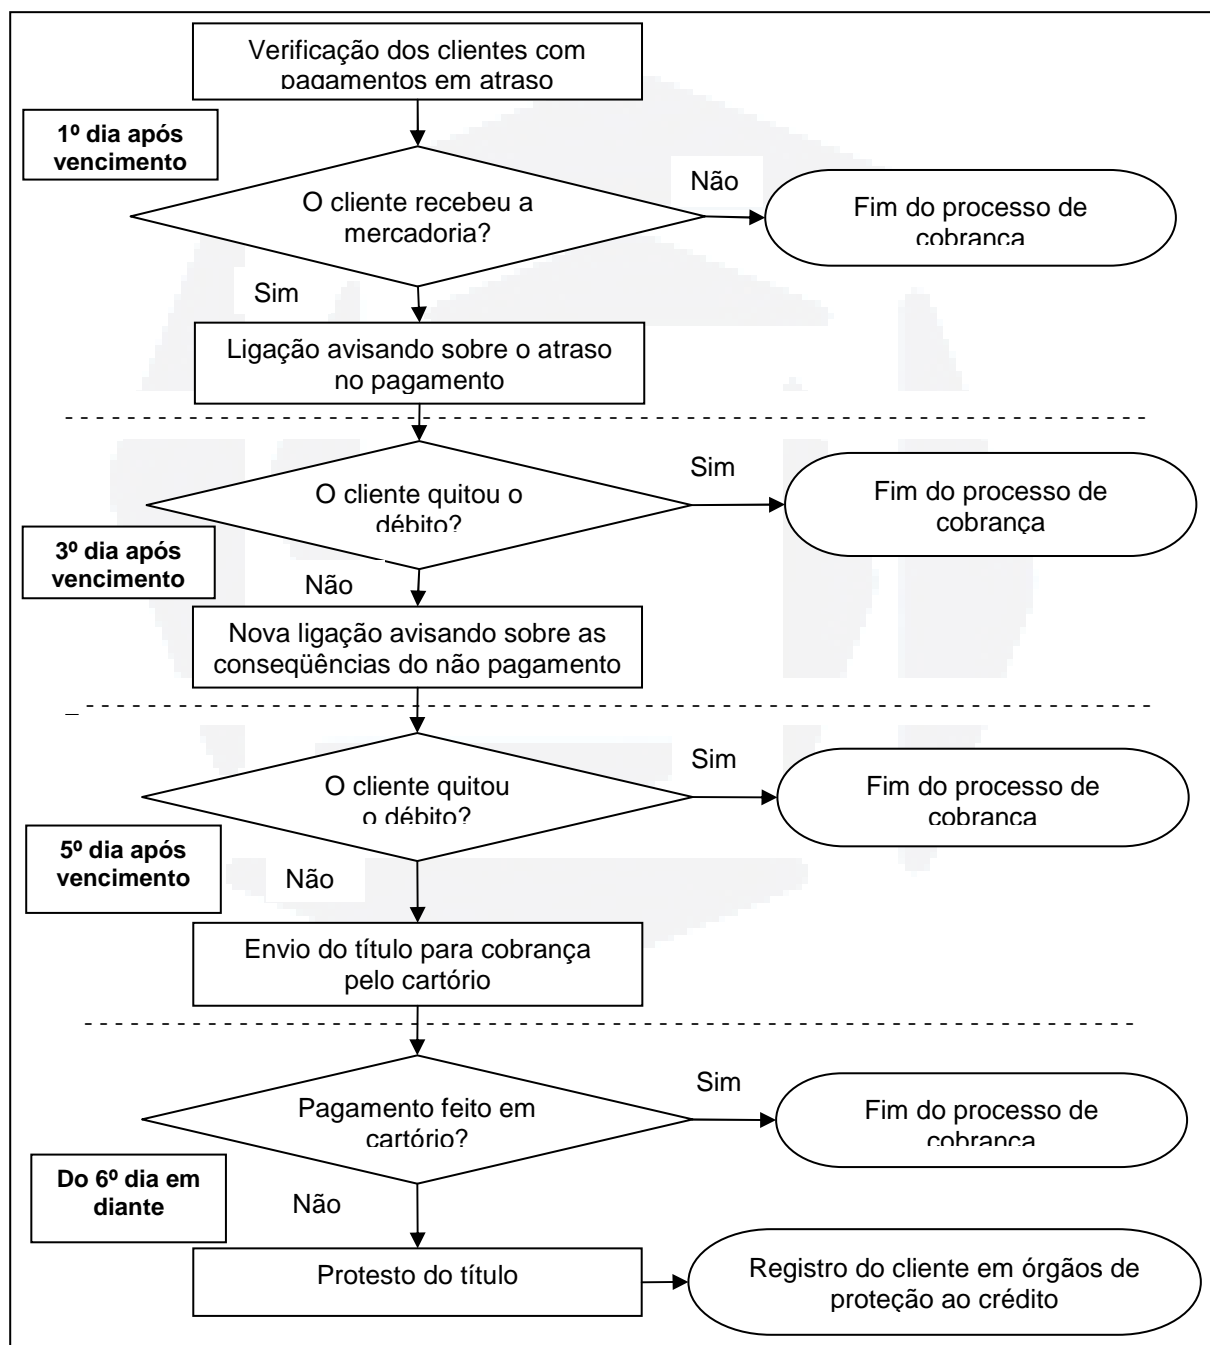 Verificação dos clientes com
pagamentos em atraso
1º dia após
vencimento
Não
O cliente recebeu a
mercadoria?
Fim do processo de
cobrança
Sim
Ligação avisando sobre o atraso
no pagamento
Sim
O cliente quitou o
débito?
Fim do processo de
cobrança
3º dia após
vencimento
Não
Nova ligação avisando sobre as
conseqüências do não pagamento
Sim
O cliente quitou
o débito?
Fim do processo de
cobrança
5º dia após
vencimento
Não
Envio do título para cobrança
pelo cartório
Sim
Pagamento feito em
cartório?
Fim do processo de
cobrança
Do 6º dia em
diante
Não
Protesto do título
Registro do cliente em órgãos de
proteção ao crédito